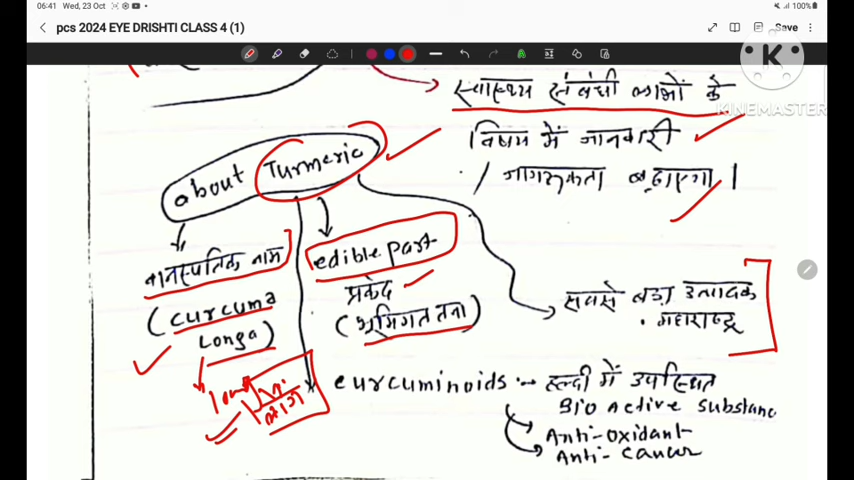 06:41 Wed, 23 Oct
100%
pcs 2024 EYE DRISHTI CLASS 4 (1)
Save
K
KINEMASTER
स्वास्थ्य संबंधी लाभों के
विषय में जानकारी
/ जागरूकता बढ़ाएगा |
about Turmeric
वानस्पतिक नाम
(curcuma
Longa)
edible part
प्रकंद
(भूमिगत तना)
सबसे बड़ा उत्पादक
• महाराष्ट्र
curcuminoids → हल्दी में उपस्थित
Bio Active Substanc
Anti-Oxidant
Anti-Cancer